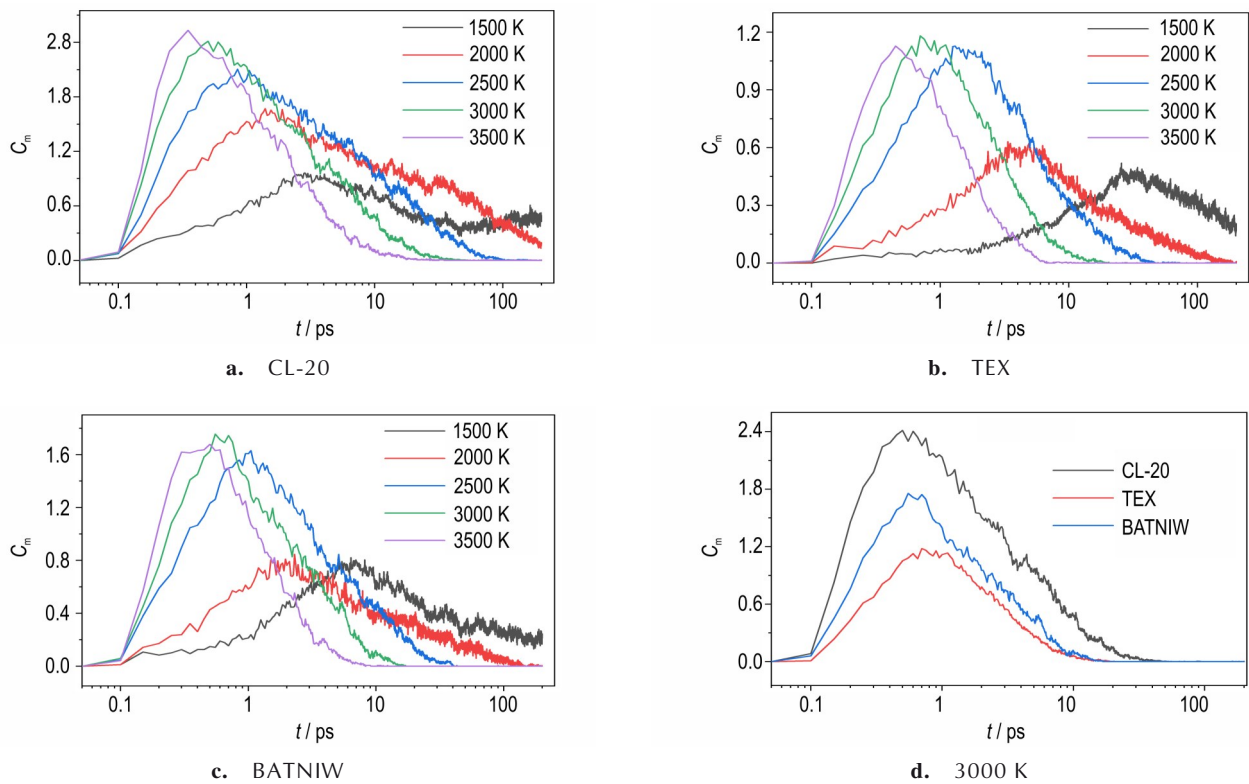 2.8
1.8
1.2
0.6
0.0
Cm
1500 K
2000 K
2500 K
3000 K
3500 K
0.1 1 10 100
t / ps
a. CL-20
1.2
0.9
0.6
0.3
0.0
Cm
1500 K
2000 K
2500 K
3000 K
3500 K
0.1 1 10 100
t / ps
b. TEX
1.6
1.2
0.8
0.4
0.0
Cm
1500 K
2000 K
2500 K
3000 K
3500 K
0.1 1 10 100
t / ps
c. BATNIW
2.4
1.8
1.2
0.6
0.0
Cm
CL-20
TEX
BATNIW
0.1 1 10 100
t / ps
d. 3000 K